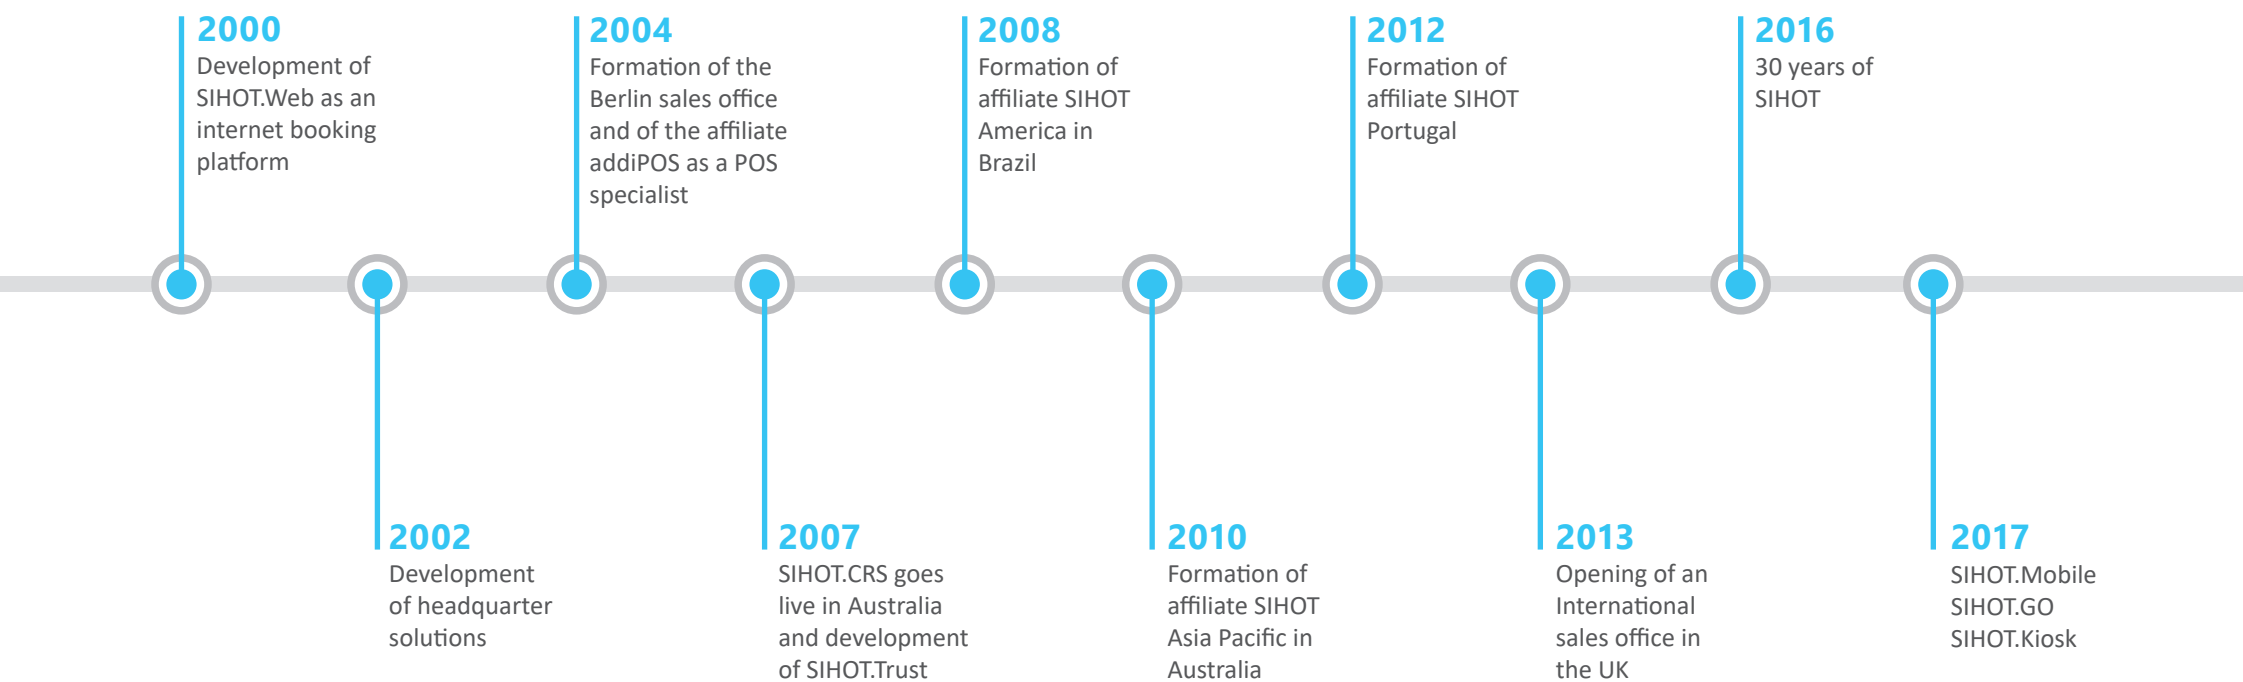 2000
Development of
SIHOT.Web as an
internet booking
platform
2004
Formation of the
Berlin sales office
and of the affiliate
addiPOS as a POS
specialist
2008
Formation of
affiliate SIHOT
America in
Brazil
2012
Formation of
affiliate SIHOT
Portugal
2016
30 years of
SIHOT
2002
Development
of headquarter
solutions
2007
SIHOT.CRS goes
live in Australia
and development
of SIHOT.Trust
2010
Formation of
affiliate SIHOT
Asia Pacific in
Australia
2013
Opening of an
International
sales office in
the UK
2017
SIHOT.Mobile
SIHOT.GO
SIHOT.Kiosk